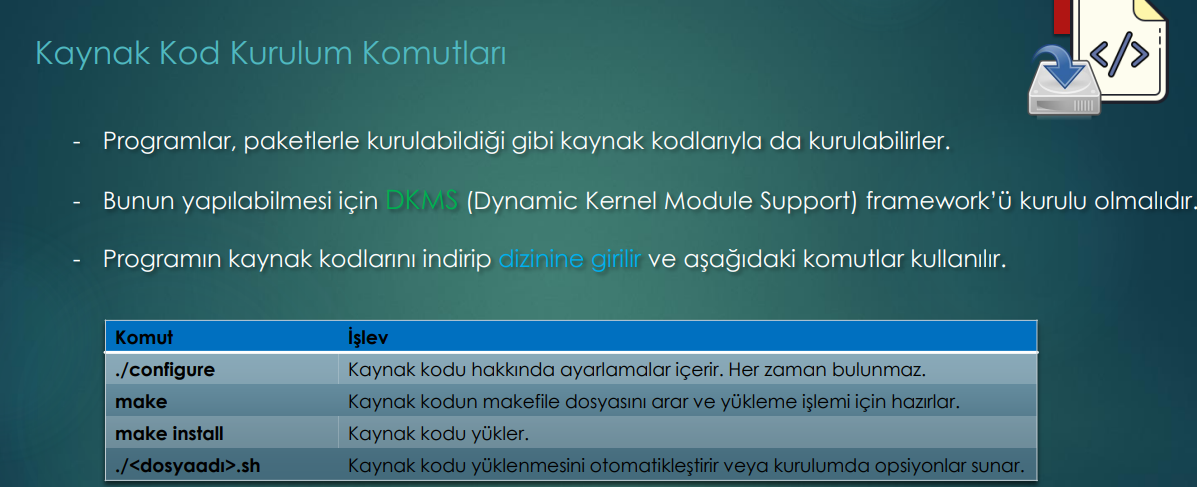 Kaynak Kod Kurulum Komutları
</>
- Programlar, paketlerle kurulabildiği gibi kaynak kodlarıyla da kurulabilirler.
- Bunun yapılabilmesi için DKMS (Dynamic Kernel Module Support) framework'ü kurulu olmalıdır.
- Programın kaynak kodlarını indirip dizinine girilir ve aşağıdaki komutlar kullanılır.
Komut İşlev
./configure Kaynak kodu hakkında ayarlamalar içerir. Her zaman bulunmaz.
make Kaynak kodun makefile dosyasını arar ve yükleme işlemi için hazırlar.
make install Kaynak kodu yükler.
./<dosyaadı>.sh Kaynak kodu yüklenmesini otomatikleştirir veya kurulumda opsiyonlar sunar.